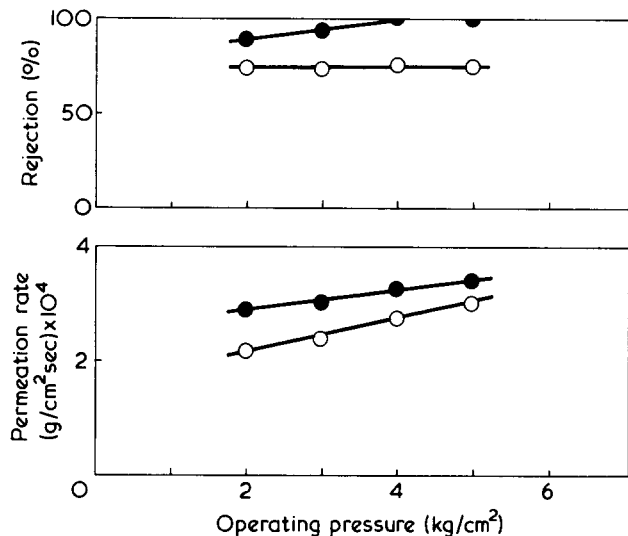 Rejection (%)
100
50
0
Permeation rate
(g/cm²sec)×10⁴
4
2
0
2
4
6
Operating pressure (kg/cm²)